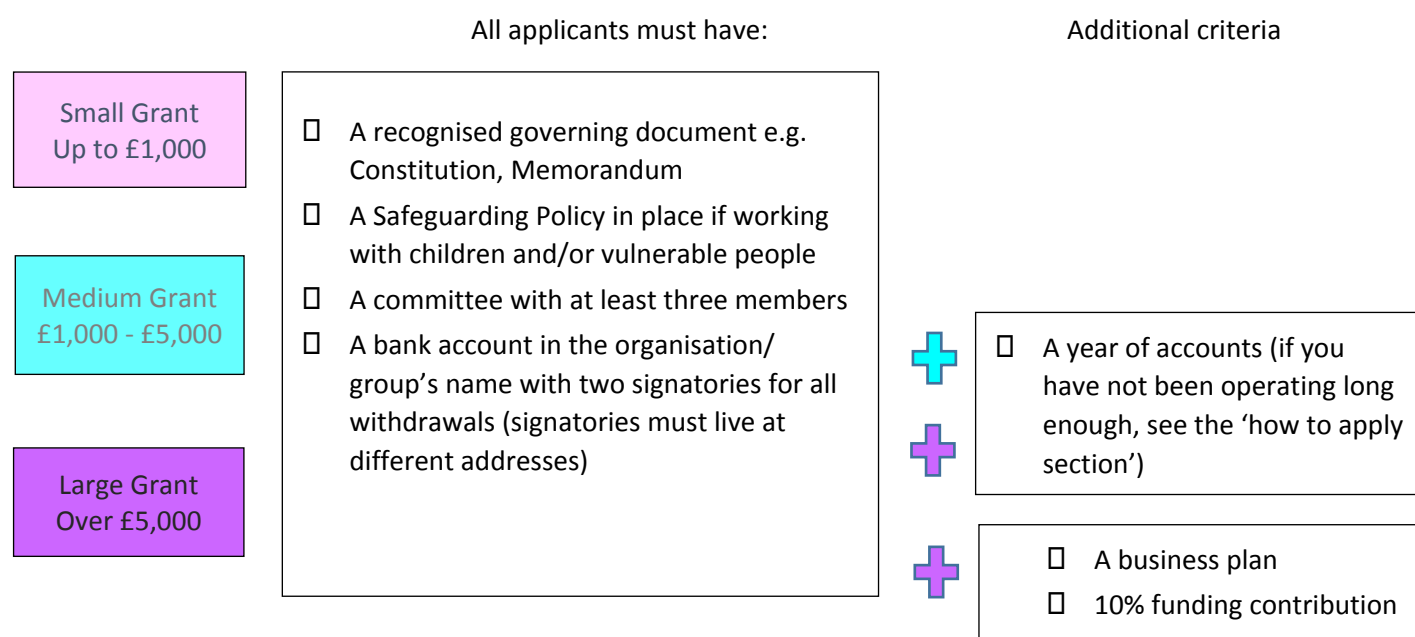 All applicants must have:
Additional criteria
Small Grant
Up to £1,000
Medium Grant
£1,000 - £5,000
Large Grant
Over £5,000
A recognised governing document e.g.
Constitution, Memorandum
A Safeguarding Policy in place if working
with children and/or vulnerable people
A committee with at least three members
A bank account in the organisation/
group’s name with two signatories for all
withdrawals (signatories must live at
different addresses)
A year of accounts (if you
have not been operating long
enough, see the ‘how to apply
section’)
A business plan
10% funding contribution